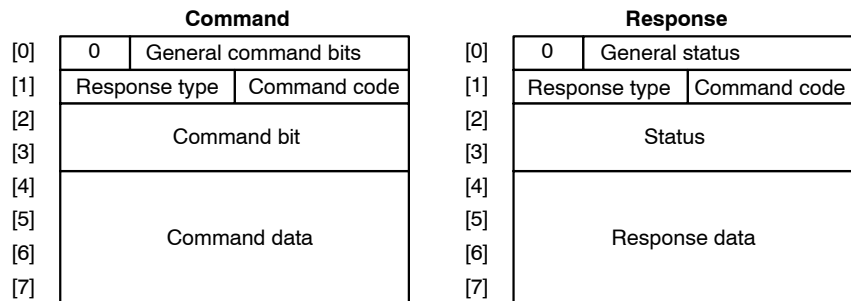 Command Response
[0] 0 General command bits [0] 0 General status
[1] Response type Command code [1] Response type Command code
[2] [2]
Command bit Status
[3] [3]
[4] [4]
[5] [5]
Command data Response data
[6] [6]
[7] [7]